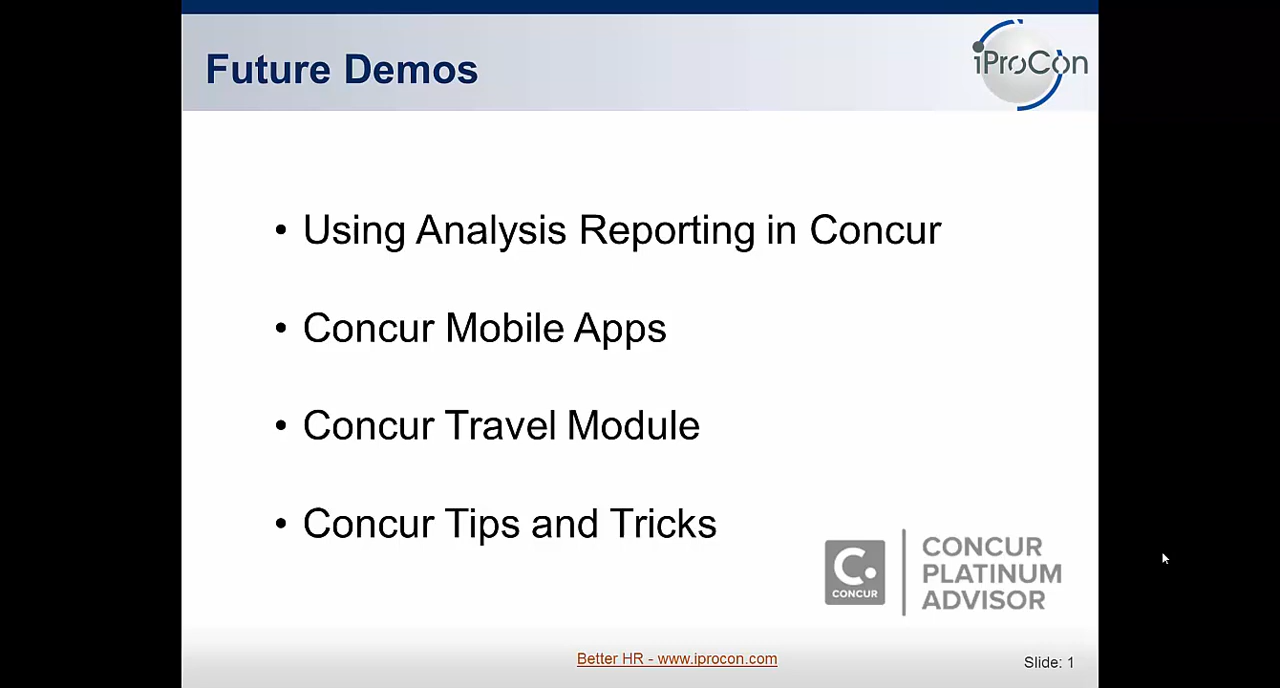 Future Demos
iProCon
• Using Analysis Reporting in Concur
• Concur Mobile Apps
• Concur Travel Module
• Concur Tips and Tricks
C.
CONCUR
CONCUR
PLATINUM
ADVISOR
Better HR - www.iprocon.com
Slide: 1